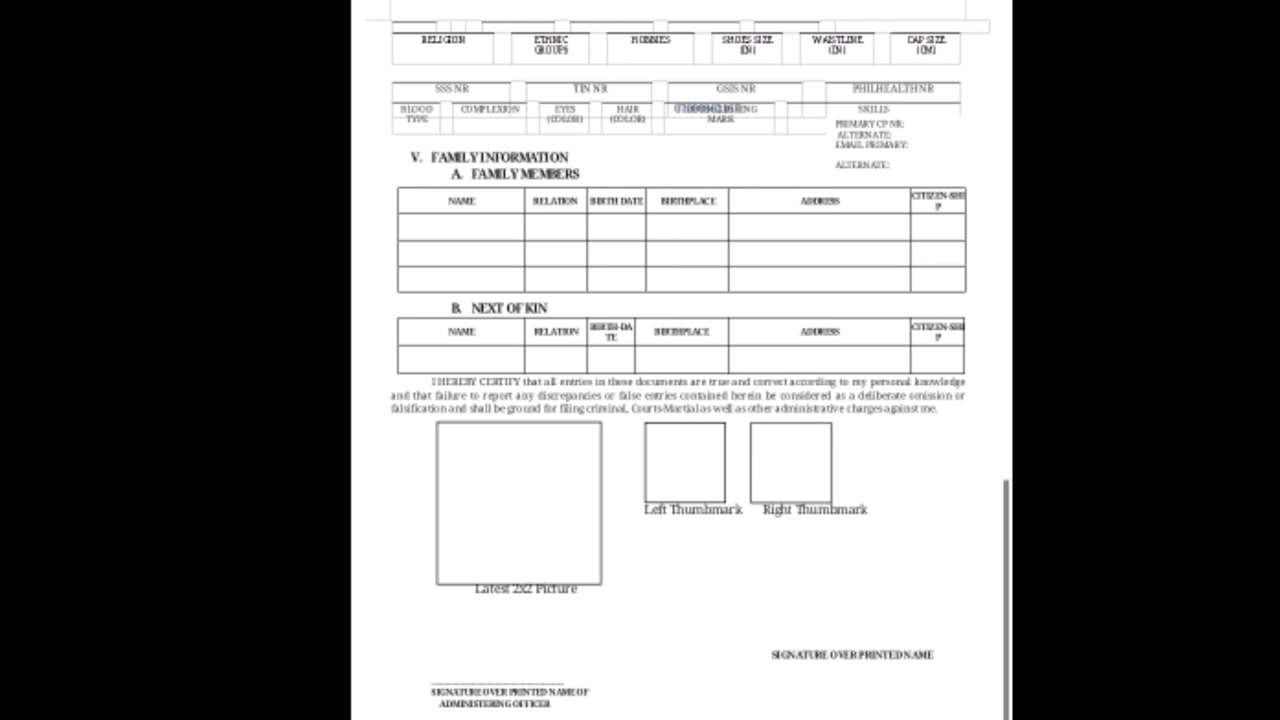 RELIGION ETHNIC GROUPS HOBBIES SHOES SIZE (IN) WAISTLINE (IN) CAP SIZE (CM)
SSS NR TIN NR GSIS NR PHILHEALTH NR
BLOOD TYPE COMPLEXION EYES (COLOR) HAIR (COLOR) MARK SKILLS
PRIMARY CP NR:
ALTERNATE:
EMAIL PRIMARY:
ALTERNATE:
V. FAMILY INFORMATION
A. FAMILY MEMBERS
NAME RELATION BIRTH DATE BIRTHPLACE ADDRESS CITIZEN-SHI P
B. NEXT OF KIN
NAME RELATION BIRTH-DA TE BIRTHPLACE ADDRESS CITIZEN-SHI P
I HEREBY CERTIFY that all entries in these documents are true and correct according to my personal knowledge
and that failure to report any discrepancies or false entries contained herein be considered as a deliberate omission or
falsification and shall be ground for filing criminal, Courts-Martial as well as other administrative charges against me.
Left Thumbmark Right Thumbmark
Latest 2x2 Picture
SIGNATURE OVER PRINTED NAME
SIGNATURE OVER PRINTED NAME OF
ADMINISTERING OFFICER